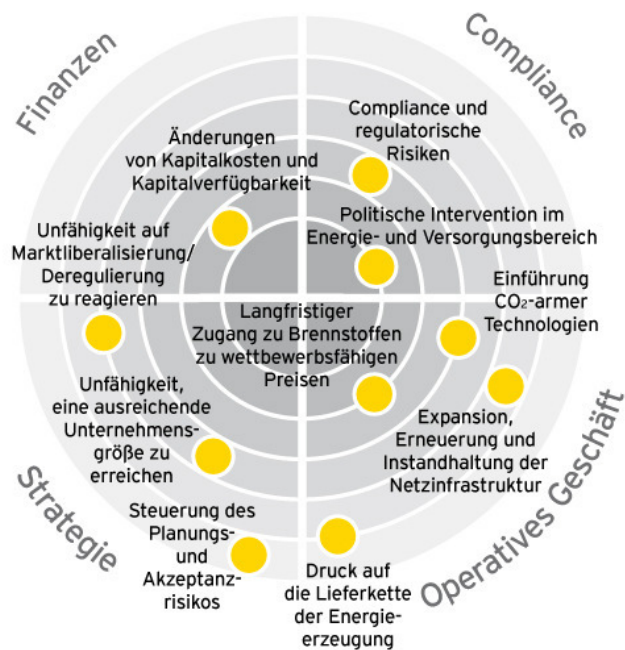 Finanzen
Compliance
Compliance und
regulatorische
Risiken
Änderungen
von Kapitalkosten und
Kapitalverfügbarkeit
Politische Intervention im
Energie- und Versorgungsbereich
Unfähigkeit auf
Marktliberalisierung/
Deregulierung
zu reagieren
Einführung
CO₂-armer
Technologien
Langfristiger
Zugang zu Brennstoffen
zu wettbewerbsfähigen
Preisen
Unfähigkeit,
eine ausreichende
Unternehmens-
größe zu
erreichen
Expansion,
Erneuerung und
Instandhaltung der
Netzinfrastruktur
Strategie
Operatives Geschäft
Steuerung des
Planungs-
und
Akzeptanz-
risikos
Druck auf
die Lieferkette
der Energie-
erzeugung